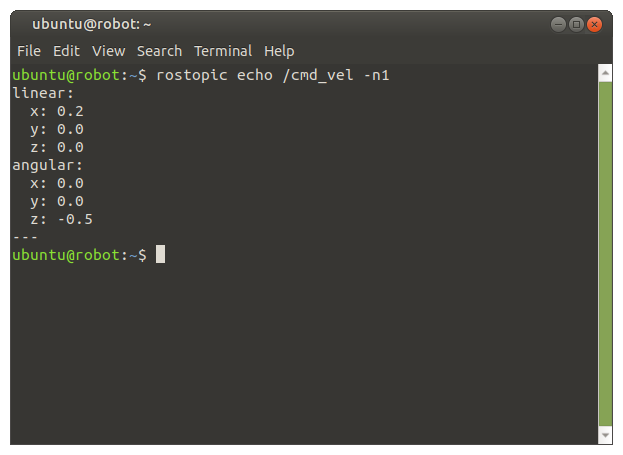 ubuntu@robot: ~
File Edit View Search Terminal Help
ubuntu@robot:~$ rostopic echo /cmd_vel -n1
linear:
  x: 0.2
  y: 0.0
  z: 0.0
angular:
  x: 0.0
  y: 0.0
  z: -0.5
---
ubuntu@robot:~$